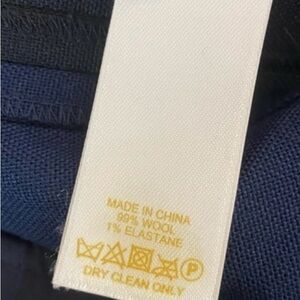 MADE IN CHINA
99% WOOL
1% ELASTANE
P
DRY CLEAN ONLY